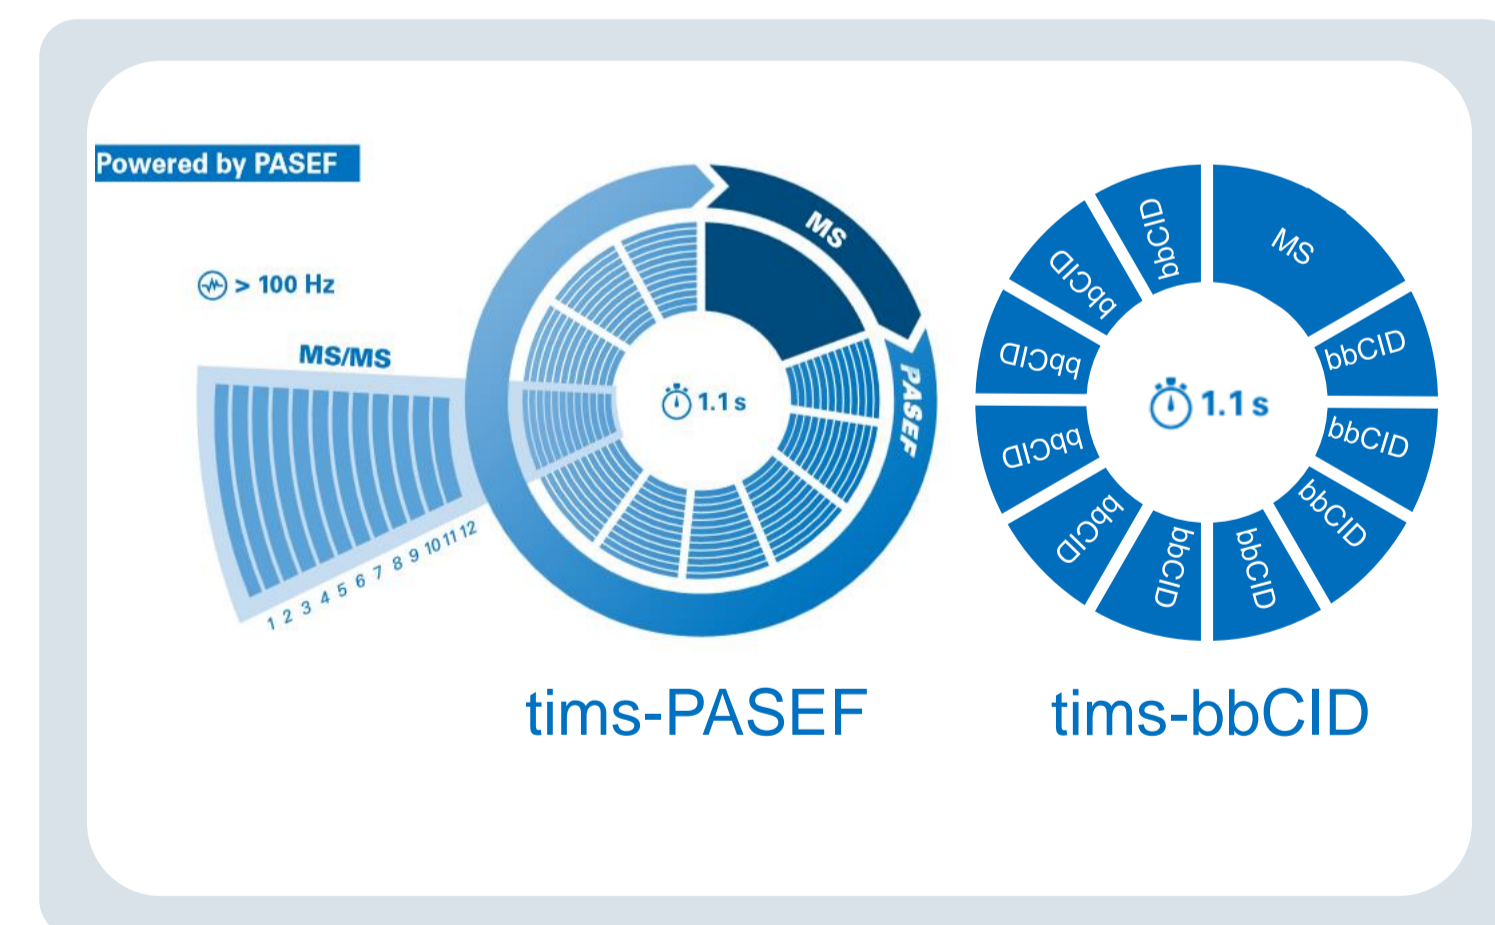 Powered by PASEF
> 100 Hz
MS/MS
1 2 3 4 5 6 7 8 9 10 11 12
MS
PASEF
1.1 s
tims-PASEF
MS
bbCID
bbCID
bbCID
bbCID
bbCID
bbCID
bbCID
bbCID
bbCID
bbCID
1.1 s
tims-bbCID